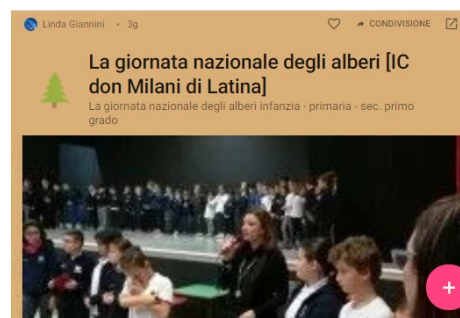 Linda Giannini • 3g
CONDIVISIONE
La giornata nazionale degli alberi [IC
don Milani di Latina]
La giornata nazionale degli alberi infanzia - primaria - sec. primo
grado
+